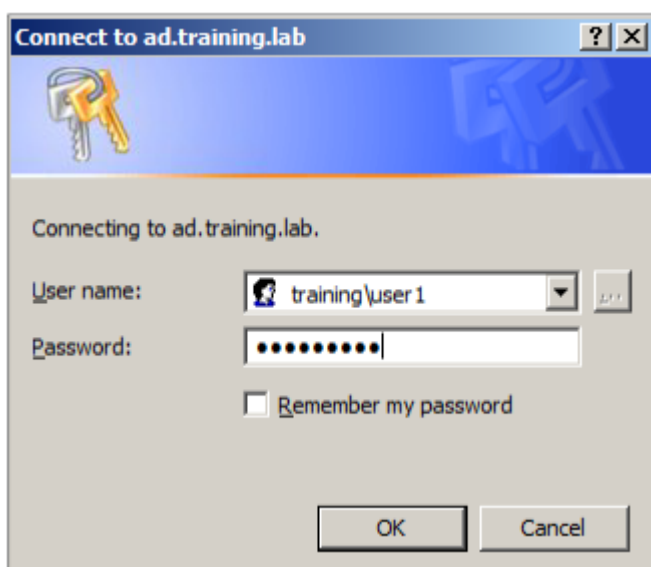 Connect to ad.training.lab
Connecting to ad.training.lab.
User name: training\user1 ...
Password: ●●●●●●●●●
Remember my password
OK Cancel